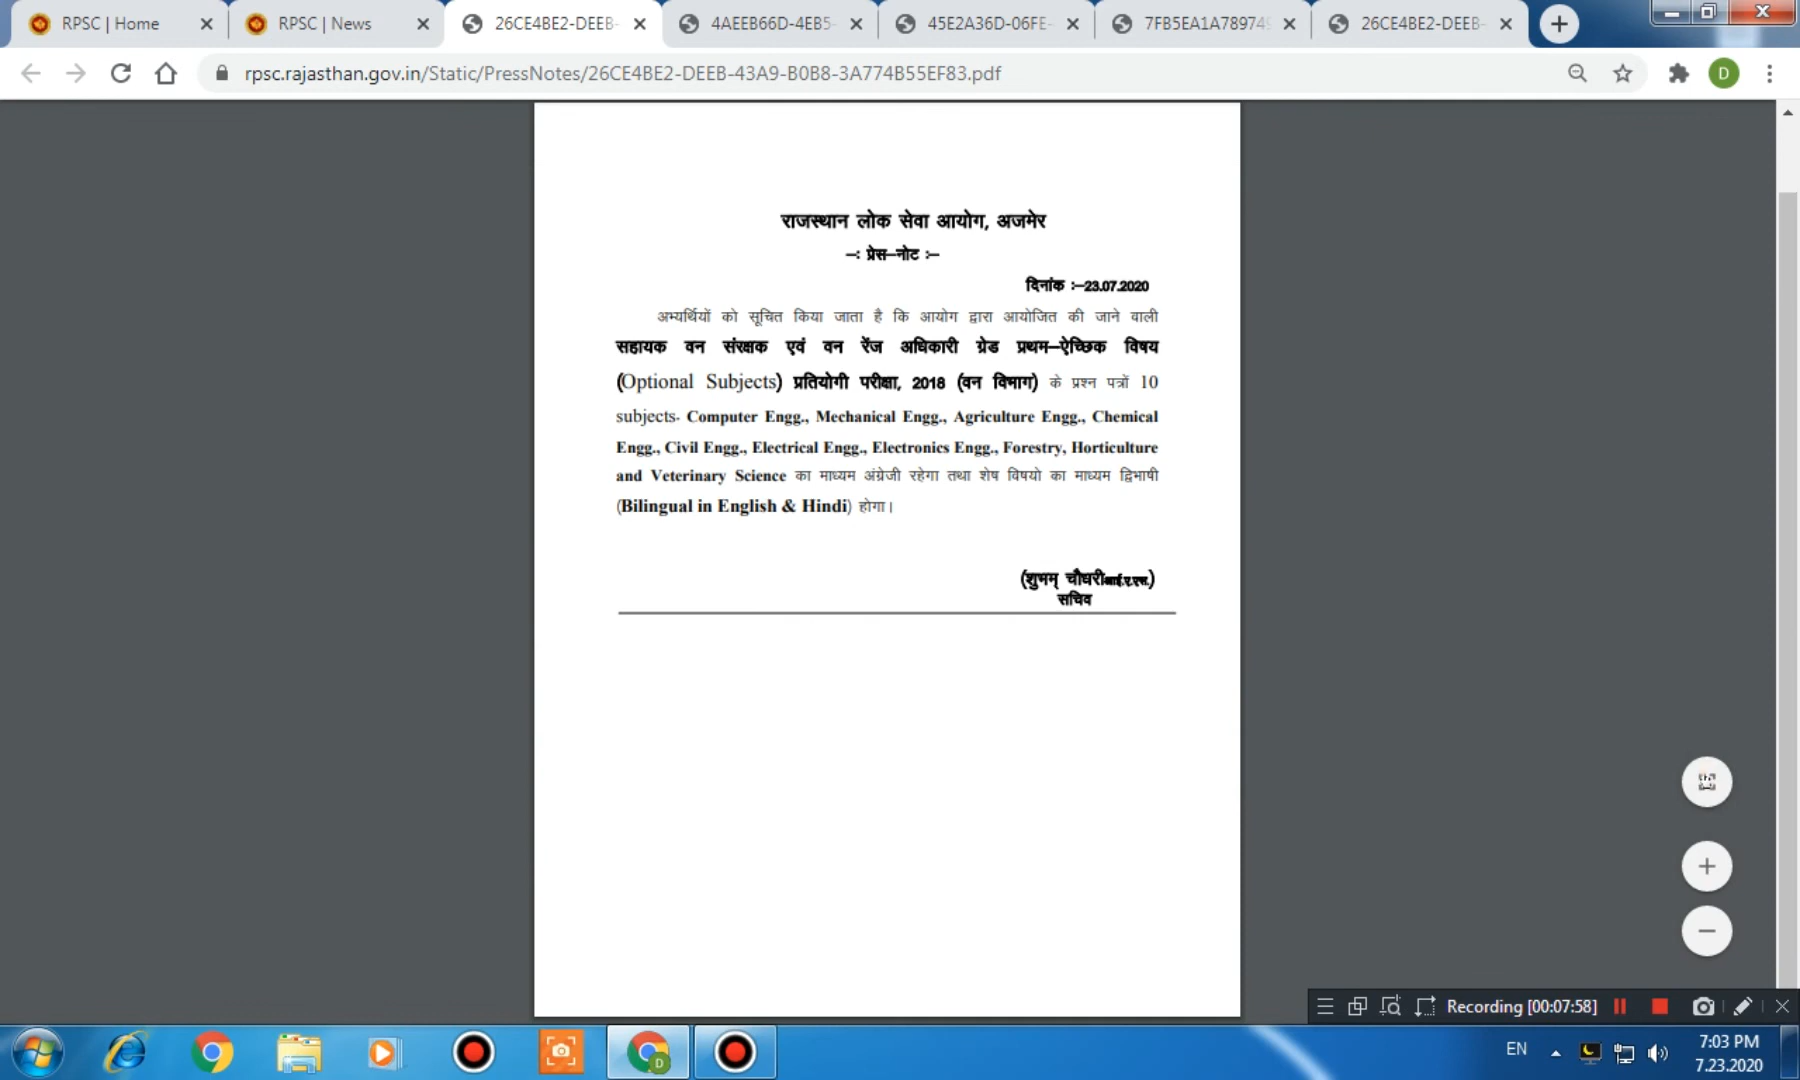 RPSC | Home
RPSC | News
26CE4BE2-DEEB-
4AEEB66D-4EB5-
45E2A36D-06FE-
7FB5EA1A78974
26CE4BE2-DEEB-
rpsc.rajasthan.gov.in/Static/PressNotes/26CE4BE2-DEEB-43A9-B0B8-3A774B55EF83.pdf
D
राजस्थान लोक सेवा आयोग, अजमेर
–: प्रेस–नोट :–
दिनांक :–23.07.2020
अभ्यर्थियों को सूचित किया जाता है कि आयोग द्वारा आयोजित की जाने वाली
सहायक वन संरक्षक एवं वन रेंज अधिकारी ग्रेड प्रथम–ऐच्छिक विषय
(Optional Subjects) प्रतियोगी परीक्षा, 2018 (वन विभाग) के प्रश्न पत्रों 10
subjects- Computer Engg., Mechanical Engg., Agriculture Engg., Chemical
Engg., Civil Engg., Electrical Engg., Electronics Engg., Forestry, Horticulture
and Veterinary Science का माध्यम अंग्रेजी रहेगा तथा शेष विषयो का माध्यम द्विभाषी
(Bilingual in English & Hindi) होगा।
(शुभम् चौधरीआई.ए.एस.)
सचिव
Recording [00:07:58]
D
EN
7:03 PM
7.23.2020